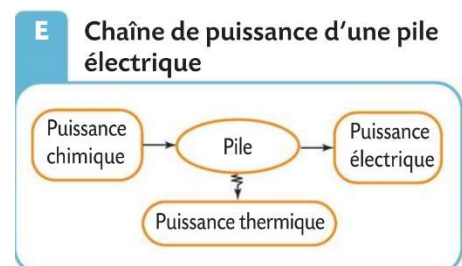 E
Chaîne de puissance d’une pile
électrique
Puissance
chimique
Pile
Puissance
électrique
Puissance thermique